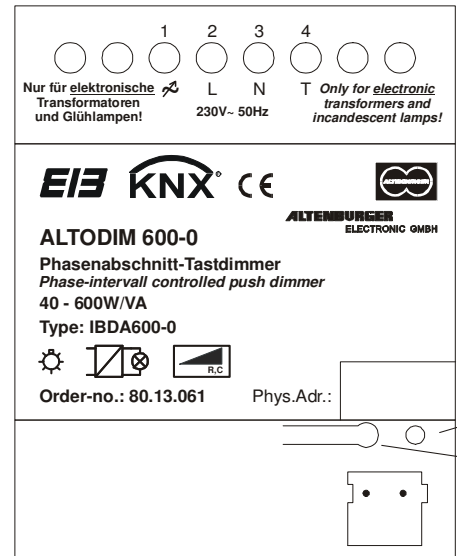 1 2 3 4
Nur für elektronische
Transformatoren
und Glühlampen!
L N T
230V~ 50Hz
Only for electronic
transformers and
incandescent lamps!
EIB KNX® CE
ALTENBURGER
ALTENBURGER
ELECTRONIC GMBH
ALTODIM 600-0
Phasenabschnitt-Tastdimmer
Phase-intervall controlled push dimmer
40 - 600W/VA
Type: IBDA600-0
R,C
Order-no.: 80.13.061 Phys.Adr.: